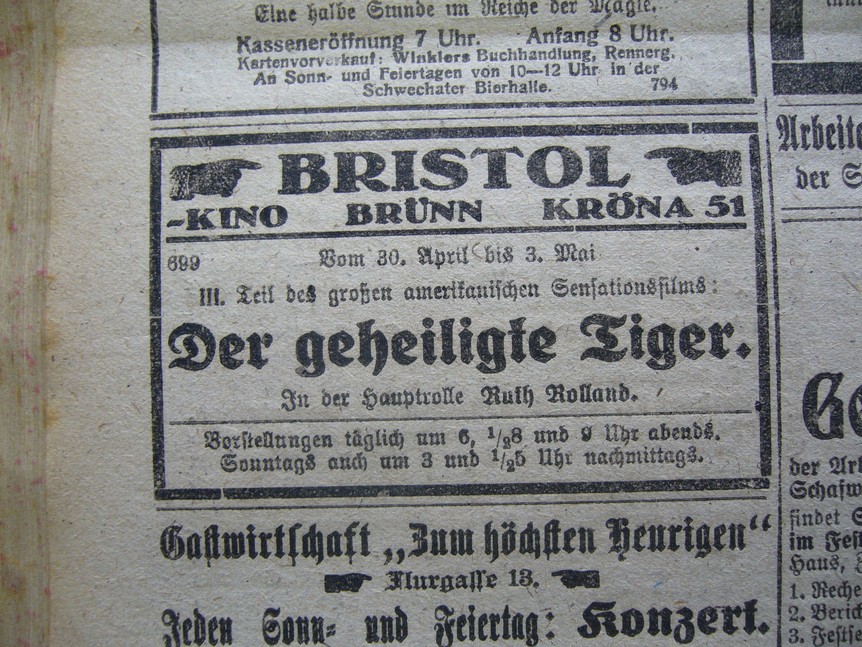 Eine halbe Stunde im Reiche der Magie.
Kasseneröffnung 7 Uhr. Anfang 8 Uhr.
Kartenvorverkauf: Winklers Buchhandlung, Rennerg.
An Sonn- und Feiertagen von 10—12 Uhr in der
Schwechater Bierhalle. 794
BRISTOL
-KINO BRÜNN KRÖNA 51
699 Vom 30. April bis 3. Mai
III. Teil des großen amerikanischen Sensationsfilms:
Der geheiligte Tiger.
In der Hauptrolle Ruth Rolland.
Vorstellungen täglich um 6, 1/28 und 9 Uhr abends.
Sonntags auch um 3 und 1/25 Uhr nachmittags.
Gastwirtschaft „Zum höchsten Heurigen“
Flurgasse 13.
Jeden Sonn- und Feiertag: Konzert.
der S
der Ar
Schafw
findet
im Fest
Haus,
1. Reche
2. Beric
3. Festse